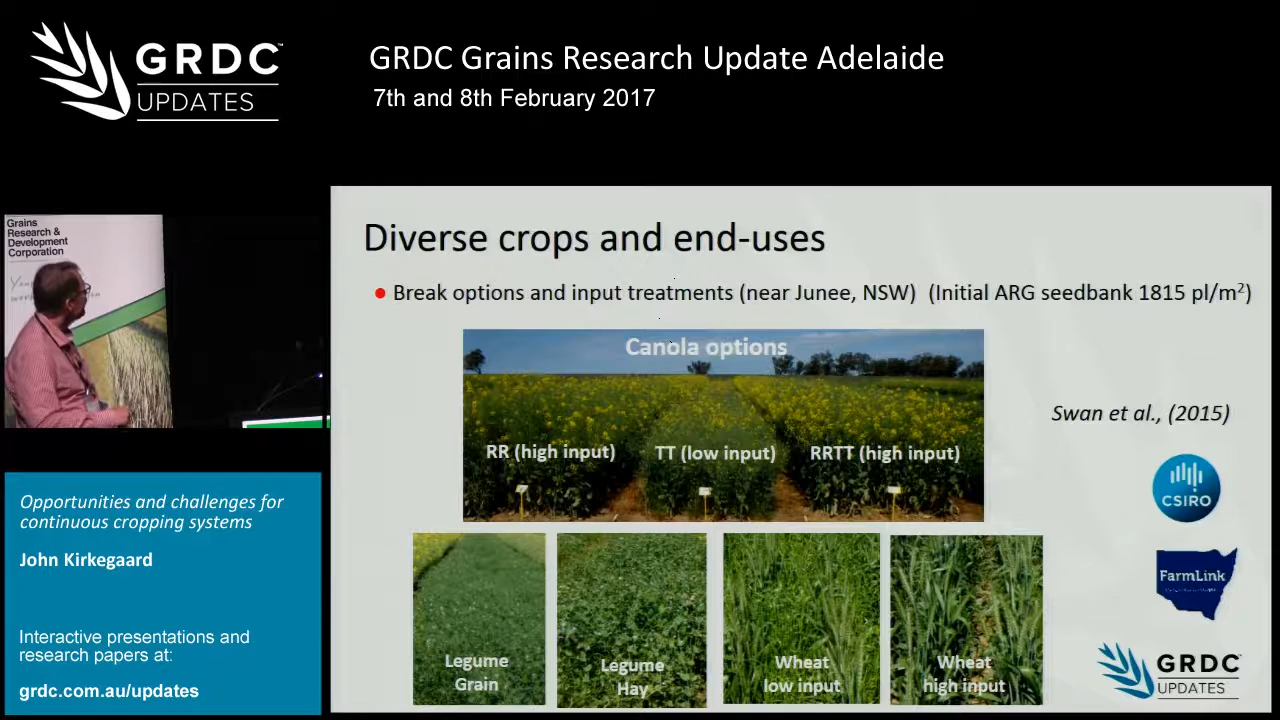 GRDC™
UPDATES
GRDC Grains Research Update Adelaide
7th and 8th February 2017
Grains
Research &
Development
Corporation
Diverse crops and end-uses
Break options and input treatments (near Junee, NSW) (Initial ARG seedbank 1815 pl/m²)
Canola options
RR (high input)
TT (low input)
RRTT (high input)
Swan et al., (2015)
CSIRO
FarmLink
Legume
Grain
Legume
Hay
Wheat
low input
Wheat
high input
GRDC
UPDATES
Opportunities and challenges for
continuous cropping systems
John Kirkegaard
Interactive presentations and
research papers at:
grdc.com.au/updates